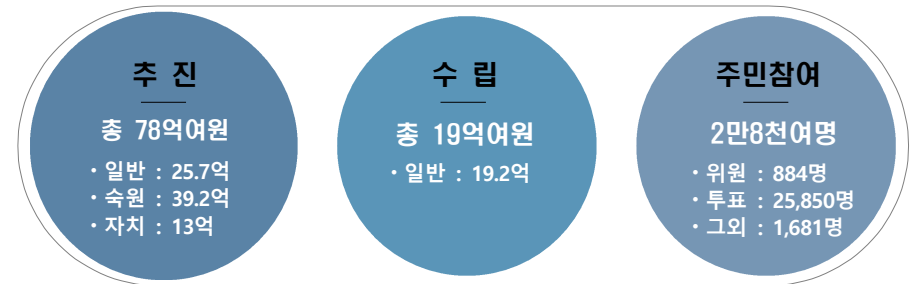 추 진
총 78억여원
・일반 : 25.7억
・숙원 : 39.2억
・자치 : 13억
수 립
총 19억여원
・일반 : 19.2억
주민참여
2만8천여명
・위원 : 884명
・투표 : 25,850명
・그외 : 1,681명